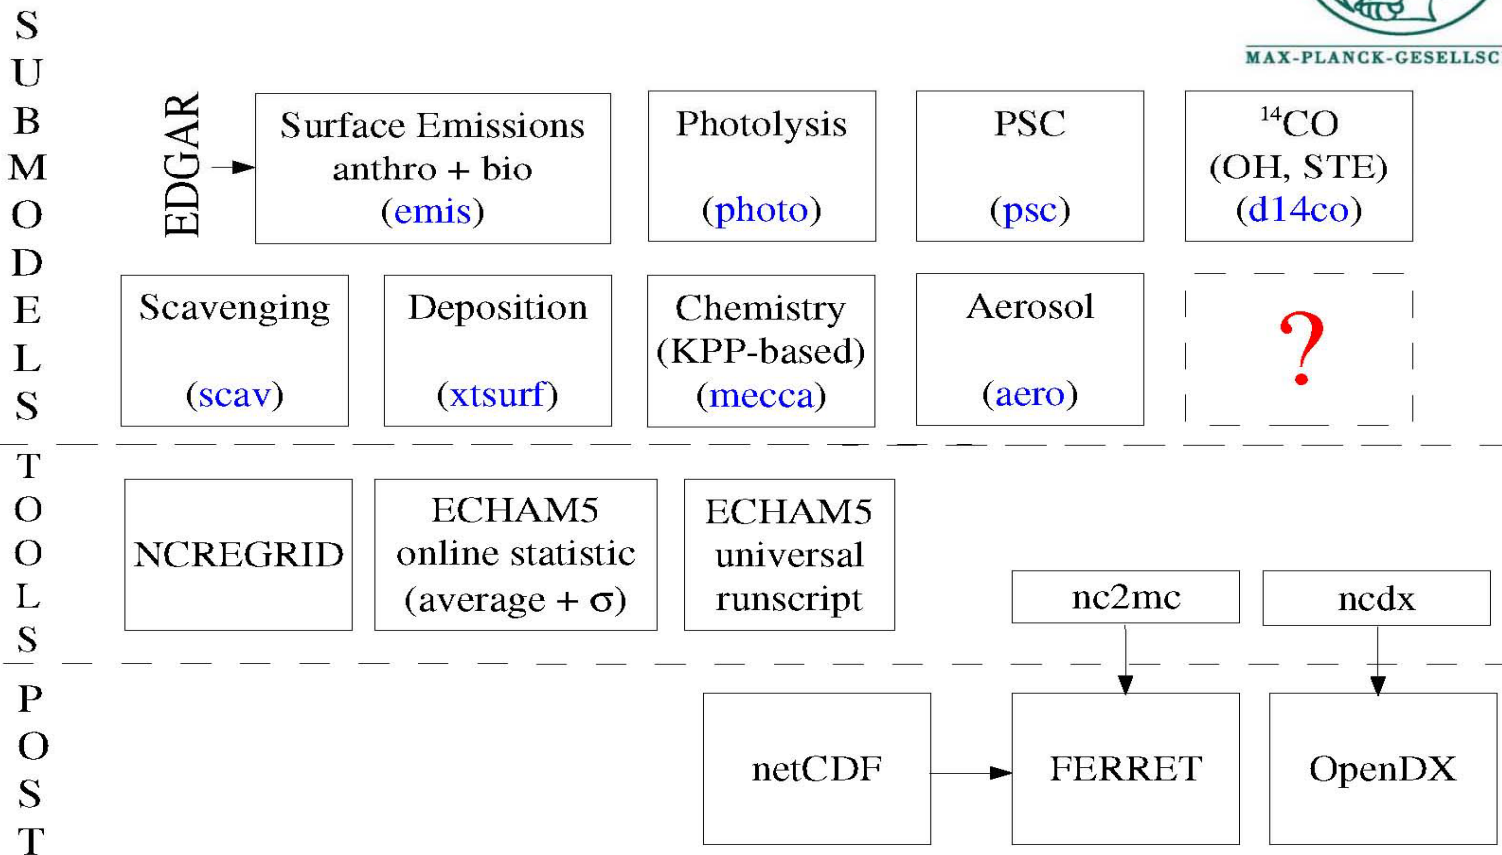 SUBMODELS
MAX-PLANCK-GESELLSC
EDGAR
Surface Emissions
anthro + bio
(emis)
Photolysis
(photo)
PSC
(psc)
¹⁴CO
(OH, STE)
(d14co)
Scavenging
(scav)
Deposition
(xtsurf)
Chemistry
(KPP-based)
(mecca)
Aerosol
(aero)
?
TOOLS
NCREGRID
ECHAM5
online statistic
(average + σ)
ECHAM5
universal
runscript
nc2mc
ncdx
POST
netCDF
FERRET
OpenDX